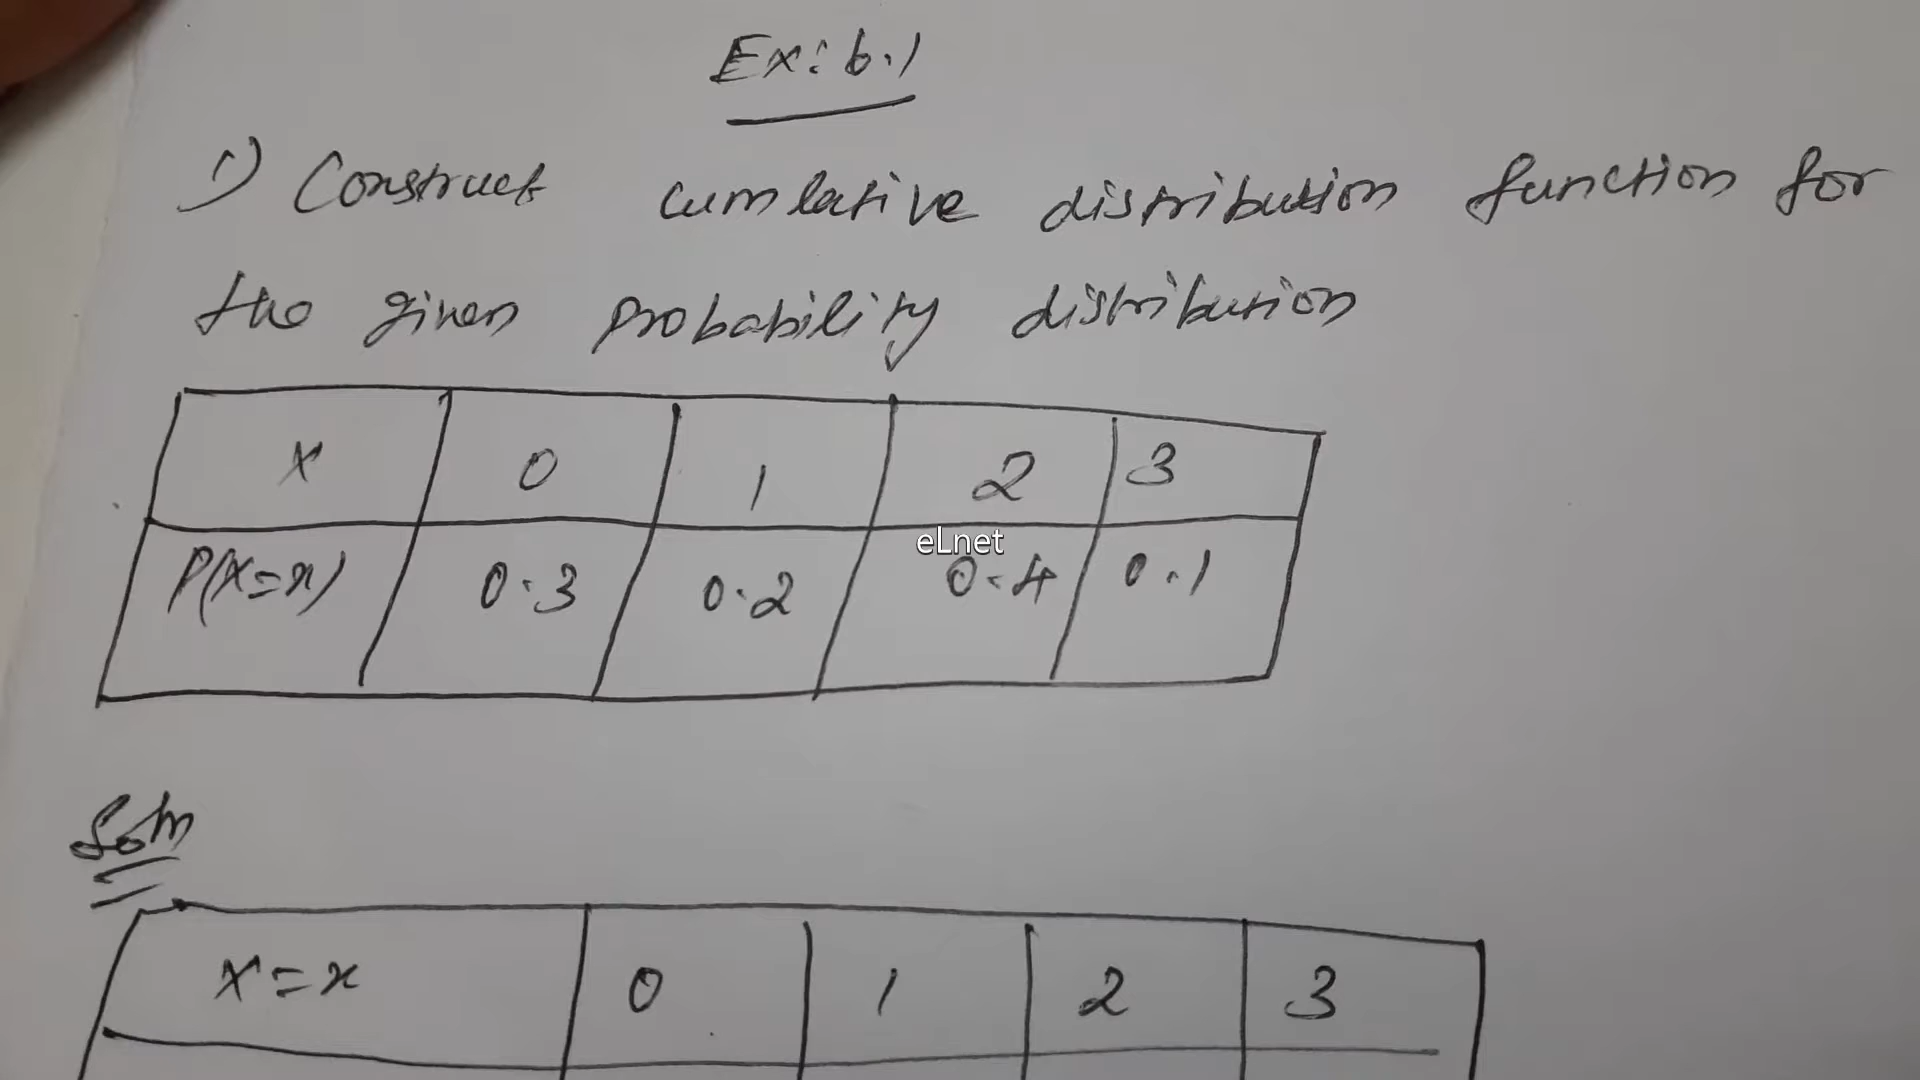 Ex: 6.1
1) Construct cumlative distribution function for
the given probability distribution
X 0 1 2 3
P(X=x) 0.3 0.2 0.4 0.1
eLnet
Soln
X=x 0 1 2 3